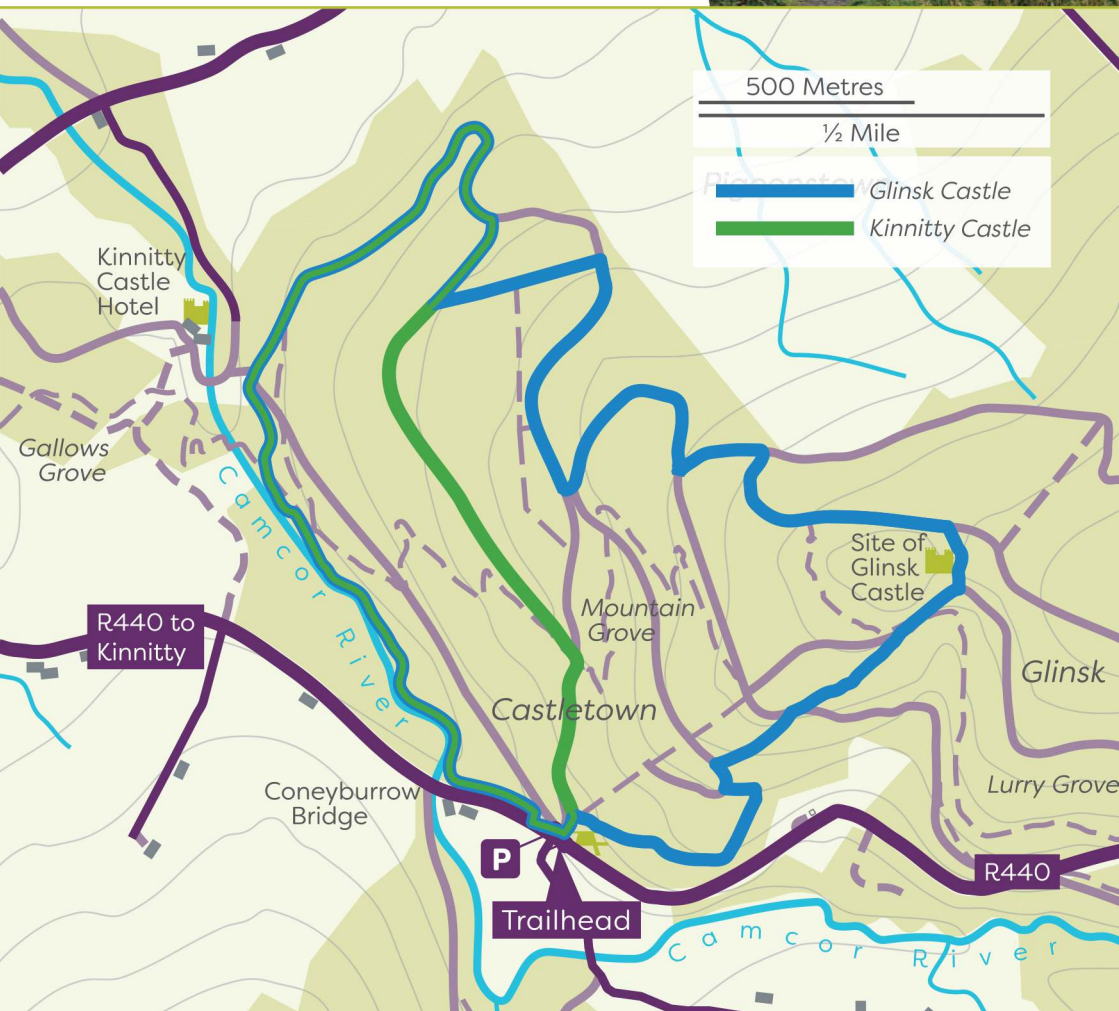 500 Metres
½ Mile
Pigeonstown
Glinsk Castle
Kinnitty Castle
Kinnitty
Castle
Hotel
Gallows
Grove
Camcor River
Site of
Glinsk
Castle
R440 to
Kinnitty
Mountain
Grove
Glinsk
Castletown
Coneyburrow
Bridge
Lurry Grove
P
R440
Trailhead
Camcor River